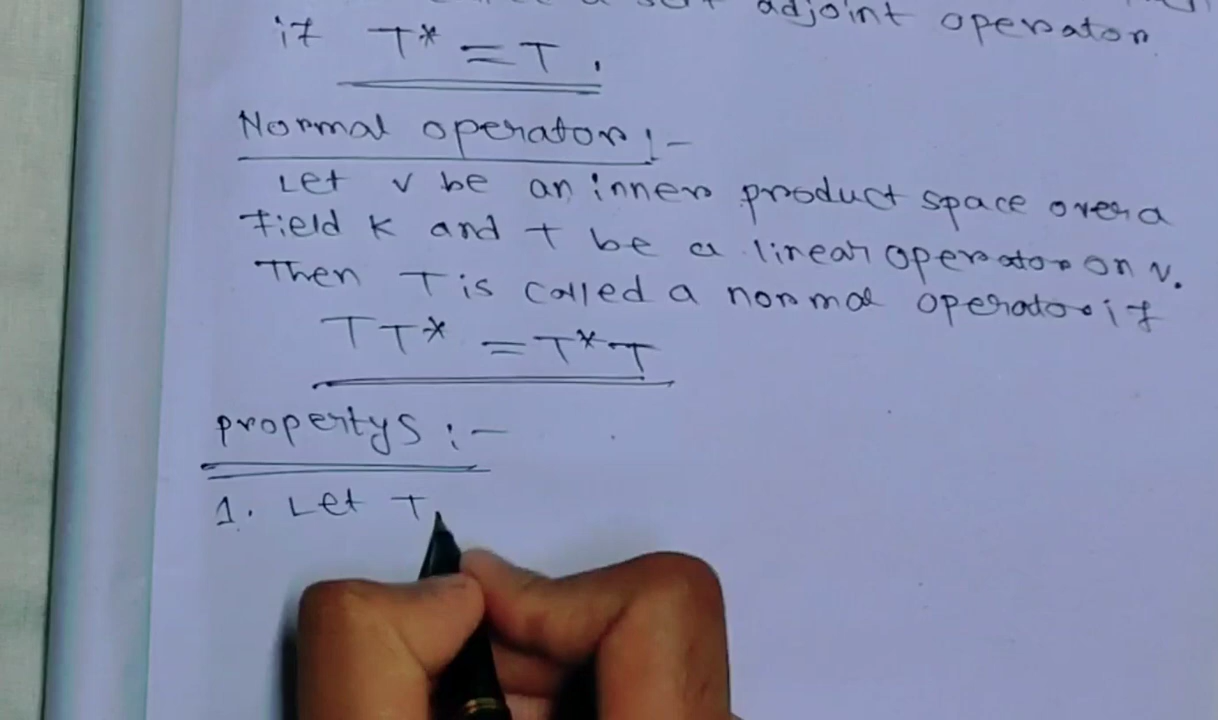 adjoint operator
if T* = T.
Normal operator :-
Let V be an inner product space over a
field K and T be a linear operator on V.
Then T is called a normal operator if
TT* = T*T
propertys :-
1. Let T